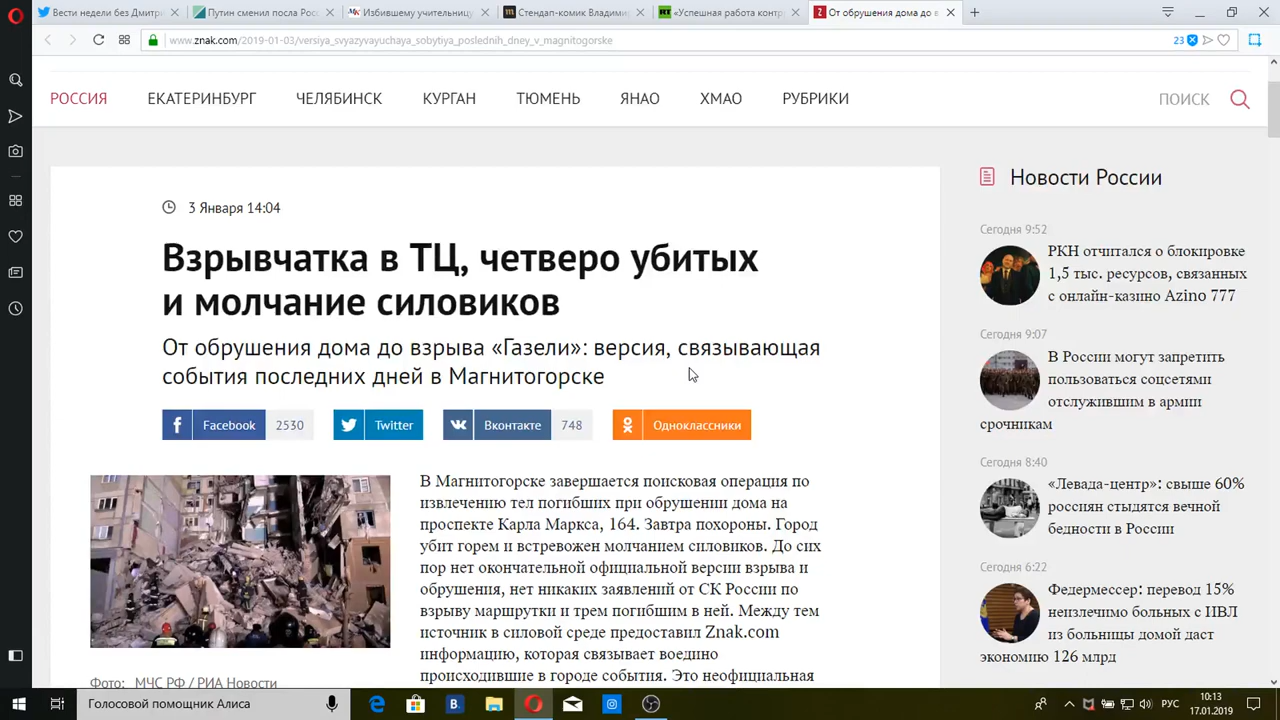 Вести недели без Дмитри
Путин сменил посла Росс
Избившему учительницу
Стендап-комик Владимир
«Успешная работа контр
От обрушения дома до в
www.znak.com/2019-01-03/versiya_svyazyvayuchaya_sobytiya_poslednih_dney_v_magnitogorske
23
РОССИЯ ЕКАТЕРИНБУРГ ЧЕЛЯБИНСК КУРГАН ТЮМЕНЬ ЯНАО ХМАО РУБРИКИ ПОИСК
3 Января 14:04
Взрывчатка в ТЦ, четверо убитых
и молчание силовиков
От обрушения дома до взрыва «Газели»: версия, связывающая
события последних дней в Магнитогорске
Facebook 2530 Twitter Вконтакте 748 Одноклассники
Фото: МЧС РФ / РИА Новости
В Магнитогорске завершается поисковая операция по
извлечению тел погибших при обрушении дома на
проспекте Карла Маркса, 164. Завтра похороны. Город
убит горем и встревожен молчанием силовиков. До сих
пор нет окончательной официальной версии взрыва и
обрушения, нет никаких заявлений от СК России по
взрыву маршрутки и трем погибшим в ней. Между тем
источник в силовой среде предоставил Znak.com
информацию, которая связывает воедино
происходившие в городе события. Это неофициальная
Новости России
Сегодня 9:52
РКН отчитался о блокировке
1,5 тыс. ресурсов, связанных
с онлайн-казино Azino 777
Сегодня 9:07
В России могут запретить
пользоваться соцсетями
отслужившим в армии
срочникам
Сегодня 8:40
«Левада-центр»: свыше 60%
россиян стыдятся вечной
бедности в России
Сегодня 6:22
Федермессер: перевод 15%
неизлечимо больных с ИВЛ
из больницы домой даст
экономию 126 млрд
Голосовой помощник Алиса
РУС
10:13
17.01.2019